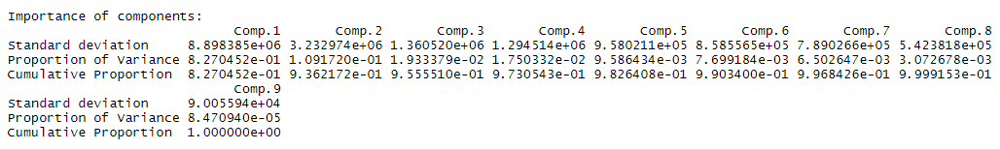 Importance of components:
Comp.1 Comp.2 Comp.3 Comp.4 Comp.5 Comp.6 Comp.7 Comp.8
Standard deviation 8.898385e+06 3.232974e+06 1.360520e+06 1.294514e+06 9.580211e+05 8.585565e+05 7.890266e+05 5.423818e+05
Proportion of Variance 8.270452e-01 1.091720e-01 1.933379e-02 1.750332e-02 9.586434e-03 7.699184e-03 6.502647e-03 3.072678e-03
Cumulative Proportion 8.270452e-01 9.362172e-01 9.555510e-01 9.730543e-01 9.826408e-01 9.903400e-01 9.968426e-01 9.999153e-01
Comp.9
Standard deviation 9.005594e+04
Proportion of Variance 8.470940e-05
Cumulative Proportion 1.000000e+00